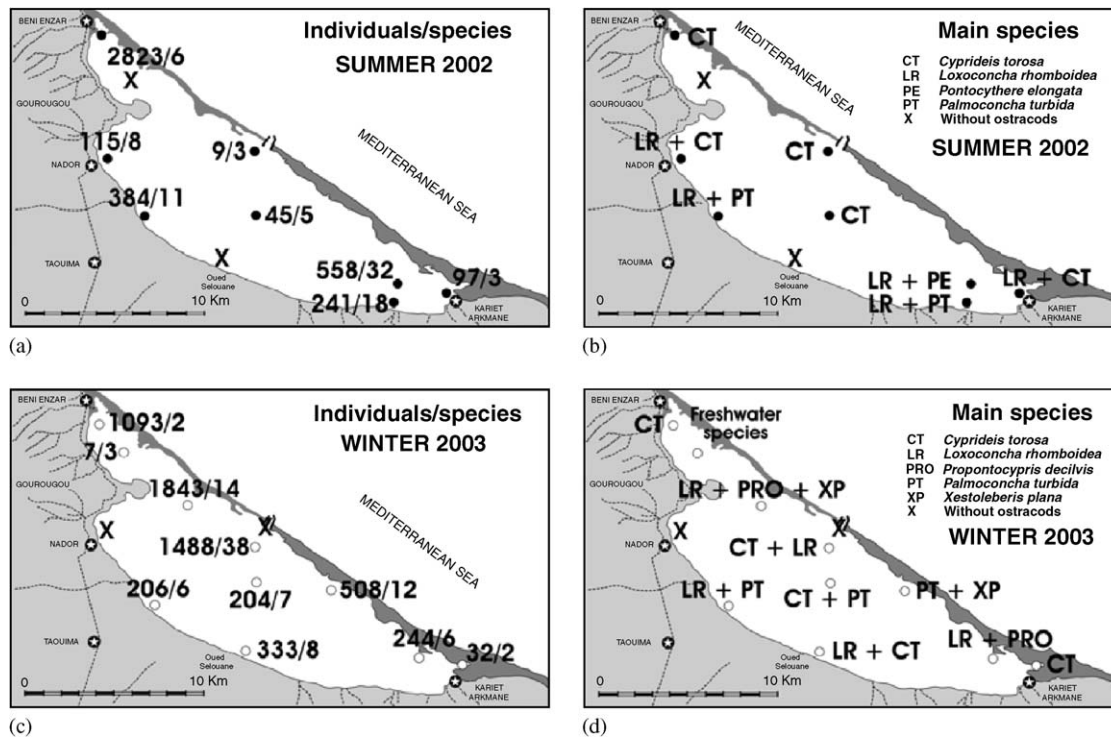 BENI ENZAR
Individuals/species
SUMMER 2002
2823/6
X
GOUROUGOU
115/8
NADOR
9/3
MEDITERRANEAN SEA
384/11
45/5
TAOUIMA
X
Oued
Selouane
558/32
97/3
241/18
0
10 Km
KARIET
ARKMANE
(a)
BENI ENZAR
CT
Main species
CT Cyprideis torosa
LR Loxoconcha rhomboidea
PE Pontocythere elongata
PT Palmoconcha turbida
X Without ostracods
SUMMER 2002
MEDITERRANEAN SEA
X
GOUROUGOU
LR + CT
CT
NADOR
LR + PT
CT
TAOUIMA
X
Oued
Selouane
LR + PE
LR + CT
LR + PT
0
10 Km
KARIET
ARKMANE
(b)
BENI ENZAR
Individuals/species
WINTER 2003
1093/2
7/3
GOUROUGOU
1843/14
MEDITERRANEAN SEA
X
X
NADOR
1488/38
206/6
204/7
508/12
TAOUIMA
244/6
Oued
Selouane
333/8
32/2
0
10 Km
KARIET
ARKMANE
(c)
BENI ENZAR
CT
Freshwater
species
Main species
CT Cyprideis torosa
LR Loxoconcha rhomboidea
PRO Propontocypris decilvis
PT Palmoconcha turbida
XP Xestoleberis plana
X Without ostracods
WINTER 2003
GOUROUGOU
LR + PRO + XP
X
X
NADOR
CT + LR
LR + PT
CT + PT
PT + XP
TAOUIMA
LR + PRO
Oued
Selouane
LR + CT
CT
0
10 Km
KARIET
ARKMANE
(d)